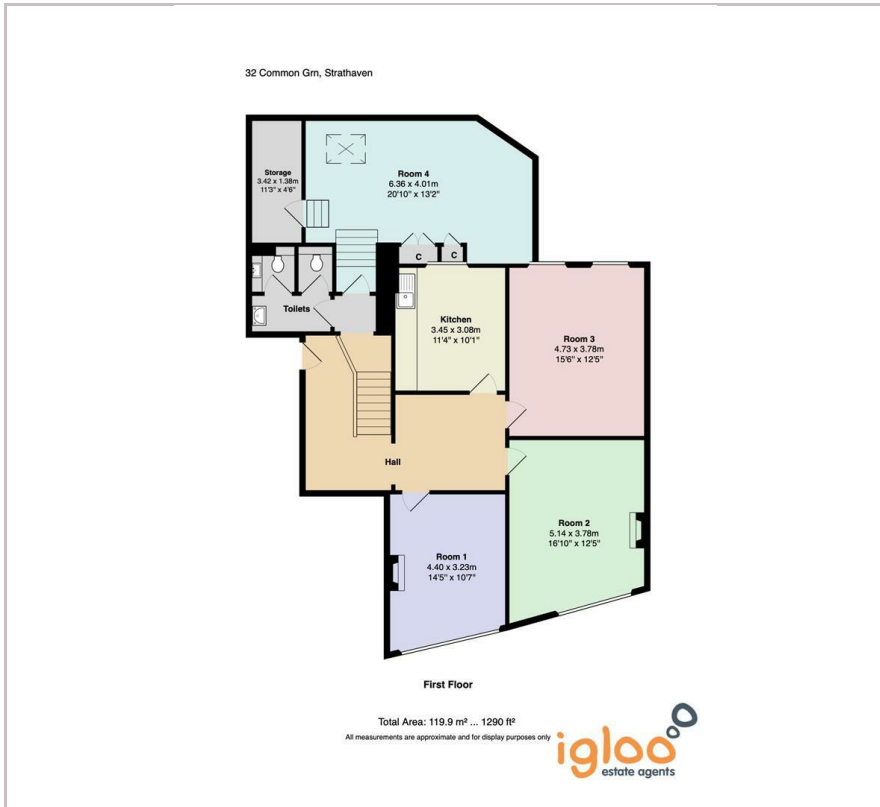 32 Common Grn, Strathaven
Storage
3.42 x 1.38m
11'3" x 4'6"
Room 4
6.36 x 4.01m
20'10" x 13'2"
C
C
Toilets
Kitchen
3.45 x 3.08m
11'4" x 10'1"
Room 3
4.73 x 3.78m
15'6" x 12'5"
Hall
Room 1
4.40 x 3.23m
14'5" x 10'7"
Room 2
5.14 x 3.78m
16'10" x 12'5"
First Floor
Total Area: 119.9 m² ... 1290 ft²
All measurements are approximate and for display purposes only
igloo
estate agents